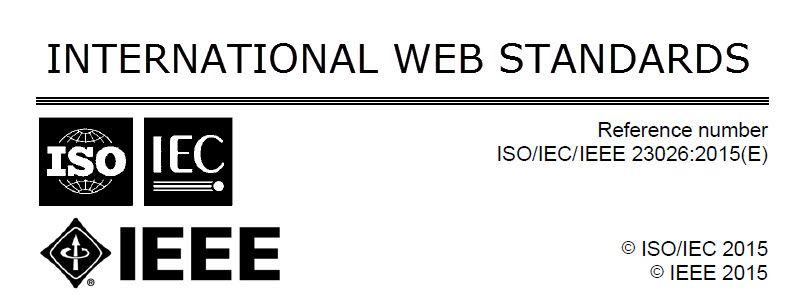 INTERNATIONAL WEB STANDARDS
ISO IEC
Reference number
ISO/IEC/IEEE 23026:2015(E)
IEEE®
© ISO/IEC 2015
© IEEE 2015